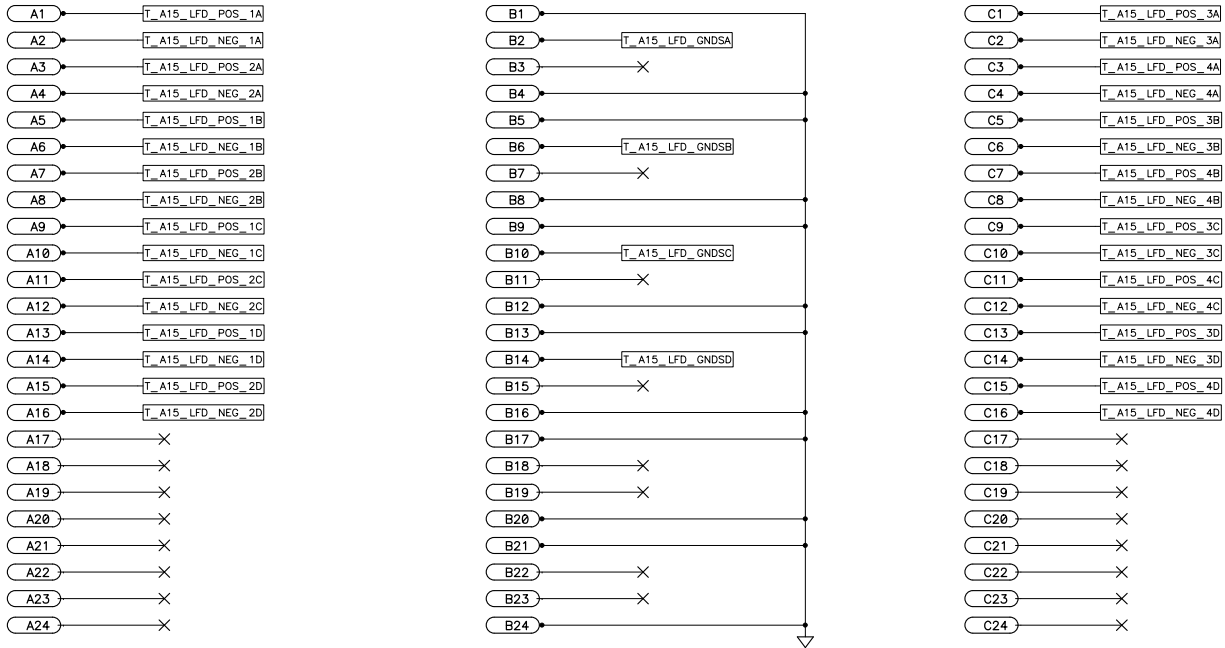 A1 T_A15_LFD_POS_1A B1 C1 T_A15_LFD_POS_3A
A2 T_A15_LFD_NEG_1A B2 T_A15_LFD_GNDSA C2 T_A15_LFD_NEG_3A
A3 T_A15_LFD_POS_2A B3 C3 T_A15_LFD_POS_4A
A4 T_A15_LFD_NEG_2A B4 C4 T_A15_LFD_NEG_4A
A5 T_A15_LFD_POS_1B B5 C5 T_A15_LFD_POS_3B
A6 T_A15_LFD_NEG_1B B6 T_A15_LFD_GNDSB C6 T_A15_LFD_NEG_3B
A7 T_A15_LFD_POS_2B B7 C7 T_A15_LFD_POS_4B
A8 T_A15_LFD_NEG_2B B8 C8 T_A15_LFD_NEG_4B
A9 T_A15_LFD_POS_1C B9 C9 T_A15_LFD_POS_3C
A10 T_A15_LFD_NEG_1C B10 T_A15_LFD_GNDSC C10 T_A15_LFD_NEG_3C
A11 T_A15_LFD_POS_2C B11 C11 T_A15_LFD_POS_4C
A12 T_A15_LFD_NEG_2C B12 C12 T_A15_LFD_NEG_4C
A13 T_A15_LFD_POS_1D B13 C13 T_A15_LFD_POS_3D
A14 T_A15_LFD_NEG_1D B14 T_A15_LFD_GNDSD C14 T_A15_LFD_NEG_3D
A15 T_A15_LFD_POS_2D B15 C15 T_A15_LFD_POS_4D
A16 T_A15_LFD_NEG_2D B16 C16 T_A15_LFD_NEG_4D
A17 B17 C17
A18 B18 C18
A19 B19 C19
A20 B20 C20
A21 B21 C21
A22 B22 C22
A23 B23 C23
A24 B24 C24